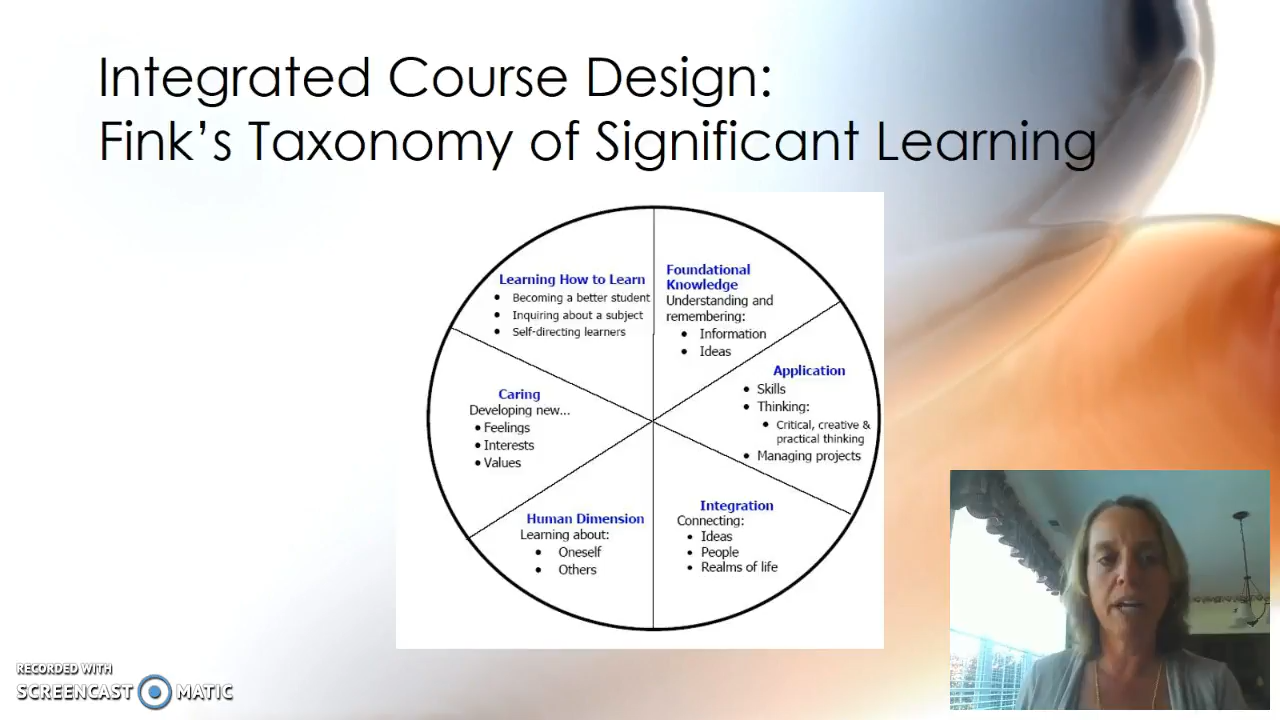 Integrated Course Design:
Fink's Taxonomy of Significant Learning
Learning How to Learn
• Becoming a better student
• Inquiring about a subject
• Self-directing learners
Foundational
Knowledge
Understanding and
remembering:
• Information
• Ideas
Application
• Skills
• Thinking:
• Critical, creative &
practical thinking
• Managing projects
Caring
Developing new...
• Feelings
• Interests
• Values
Human Dimension
Learning about:
• Oneself
• Others
Integration
Connecting:
• Ideas
• People
• Realms of life
RECORDED WITH
SCREENCAST MATIC